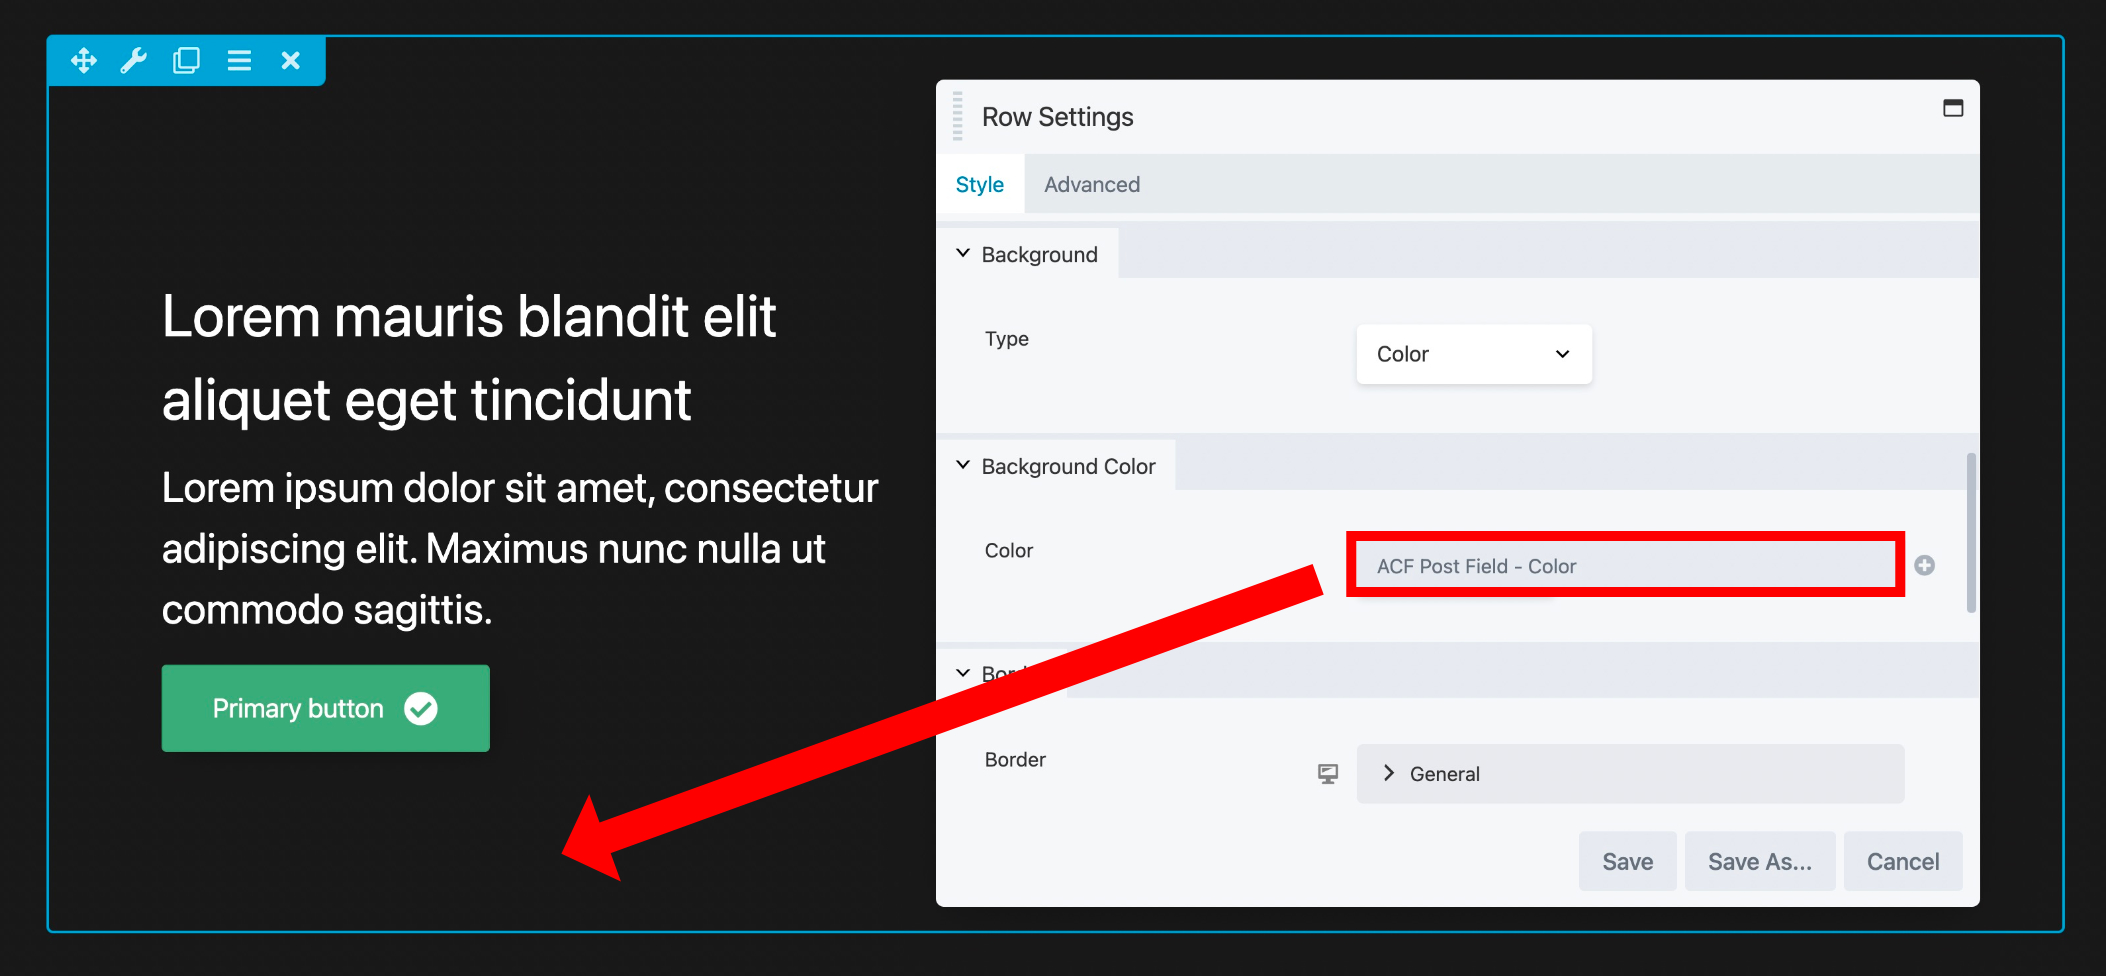 Lorem mauris blandit elit
aliquet eget tincidunt
Lorem ipsum dolor sit amet, consectetur
adipiscing elit. Maximus nunc nulla ut
commodo sagittis.
Primary button
Row Settings
Style
Advanced
Background
Type
Color
Background Color
Color
ACF Post Field - Color
Border
General
Save
Save As...
Cancel